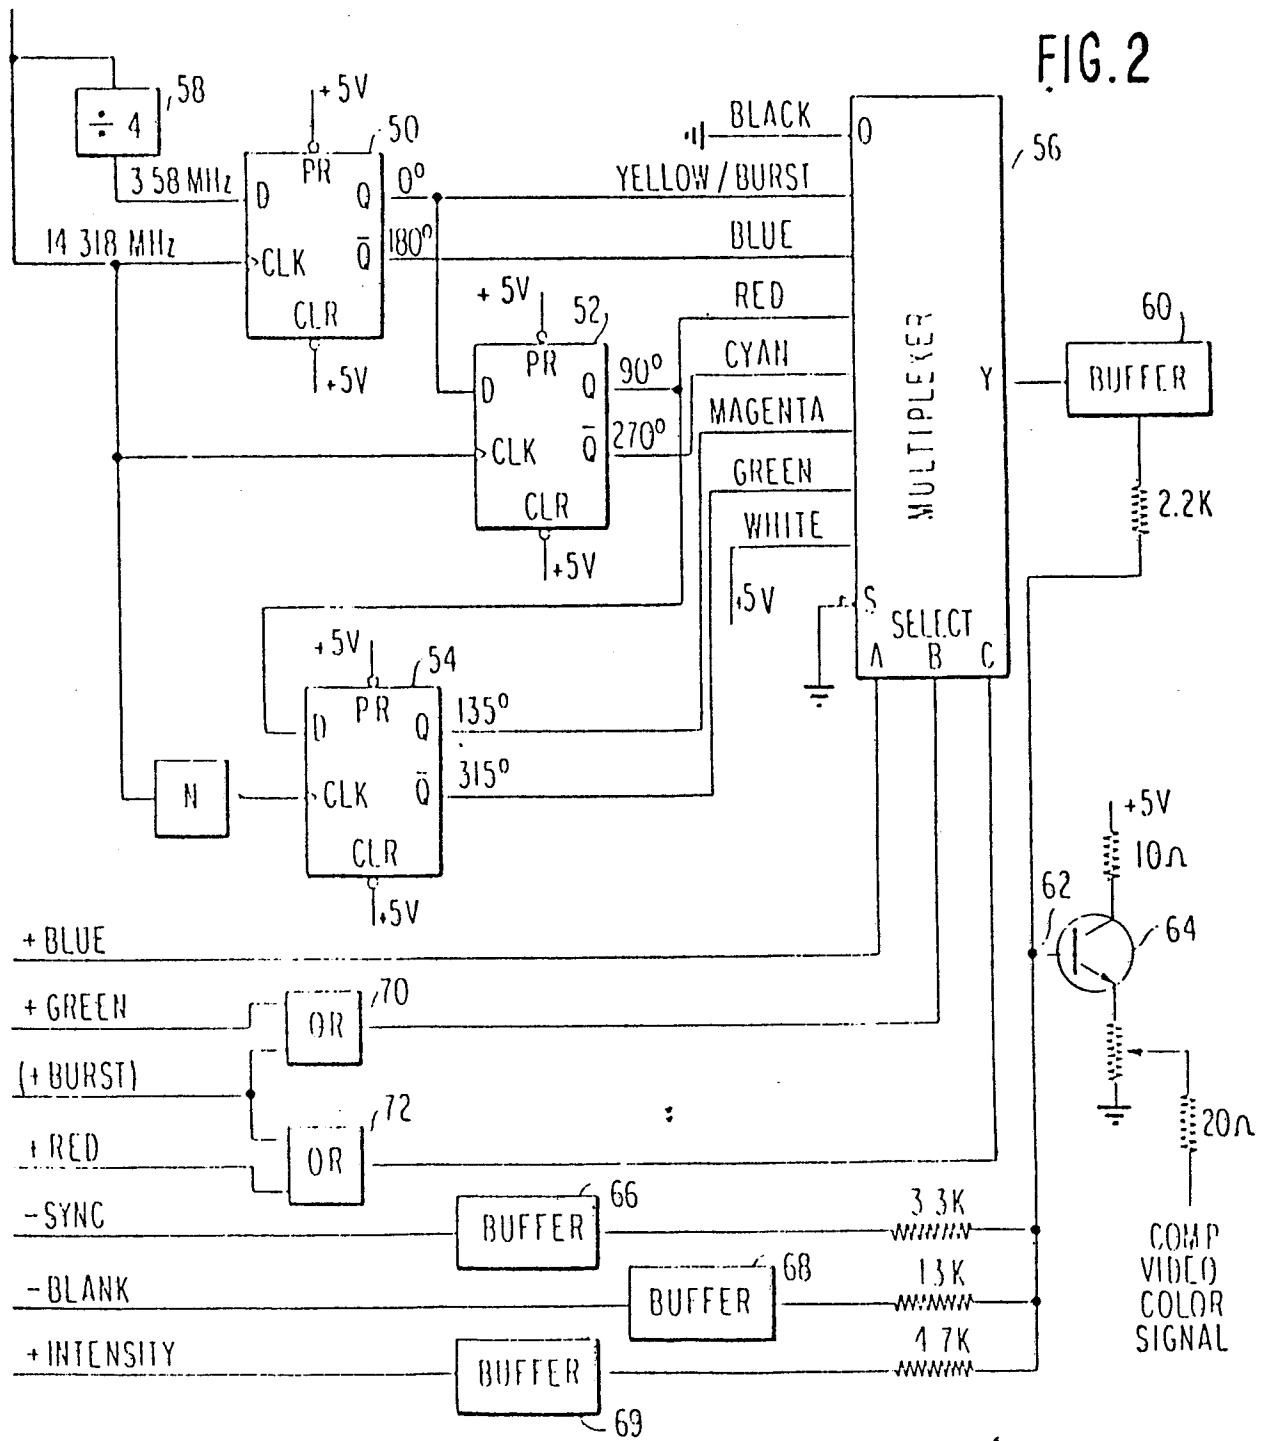 FIG. 2
58
÷ 4
+5V
50
3 58 MHz
PR
D
Q
0°
14 318 MHz
CLK
Q̄
180°
CLR
+5V
BLACK
0
YELLOW / BURST
BLUE
RED
CYAN
MAGENTA
GREEN
WHITE
+5V
56
MULTIPLEXER
Y
S
SELECT
A B C
60
BUFFER
2.2K
+5V
52
PR
D
Q
90°
CLK
Q̄
270°
CLR
+5V
+5V
54
PR
D
Q
135°
N
CLK
Q̄
315°
CLR
+5V
+5V
10Ω
62
64
20Ω
COMP
VIDEO
COLOR
SIGNAL
+ BLUE
+ GREEN
OR
70
(+ BURST)
+ RED
OR
72
- SYNC
BUFFER
66
3 3K
- BLANK
BUFFER
68
13K
+ INTENSITY
BUFFER
69
4 7K